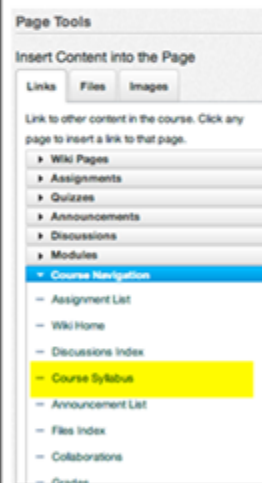 Page Tools
Insert Content into the Page
Links Files Images
Link to other content in the course. Click any
page to insert a link to that page.
Wiki Pages
Assignments
Quizzes
Announcements
Discussions
Modules
Course Navigation
Assignment List
Wiki Home
Discussions Index
Course Syllabus
Announcement List
Files Index
Collaborations
Grades